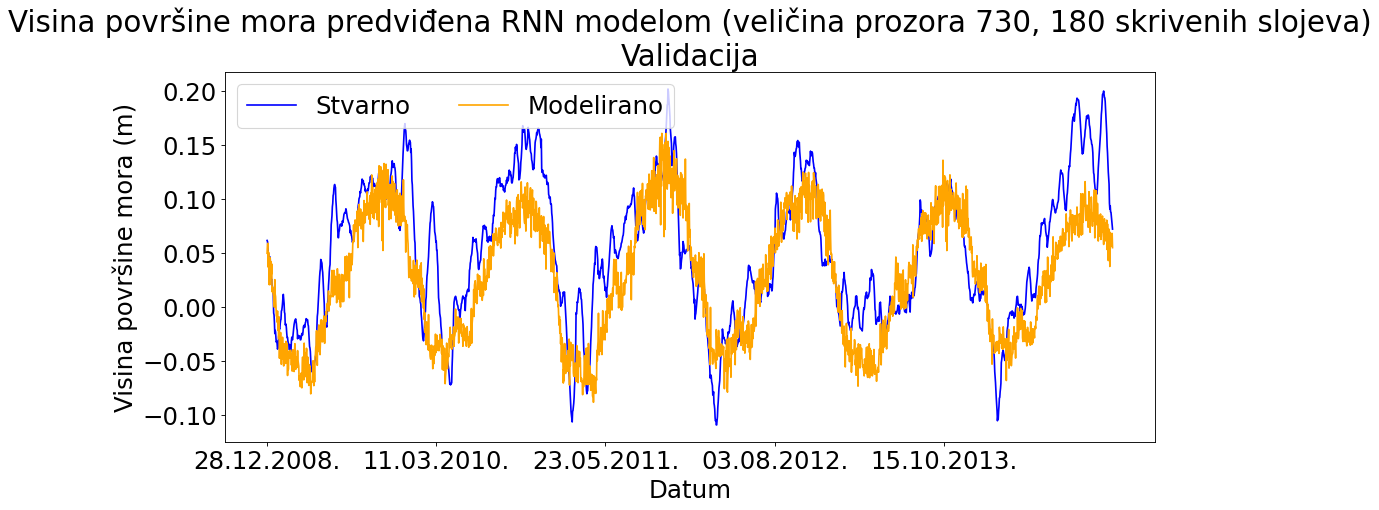 Visina površine mora predviđena RNN modelom (veličina prozora 730, 180 skrivenih slojeva)
Validacija
Stvarno Modelirano
Visina površine mora (m)
0.20
0.15
0.10
0.05
0.00
−0.05
−0.10
28.12.2008. 11.03.2010. 23.05.2011. 03.08.2012. 15.10.2013.
Datum